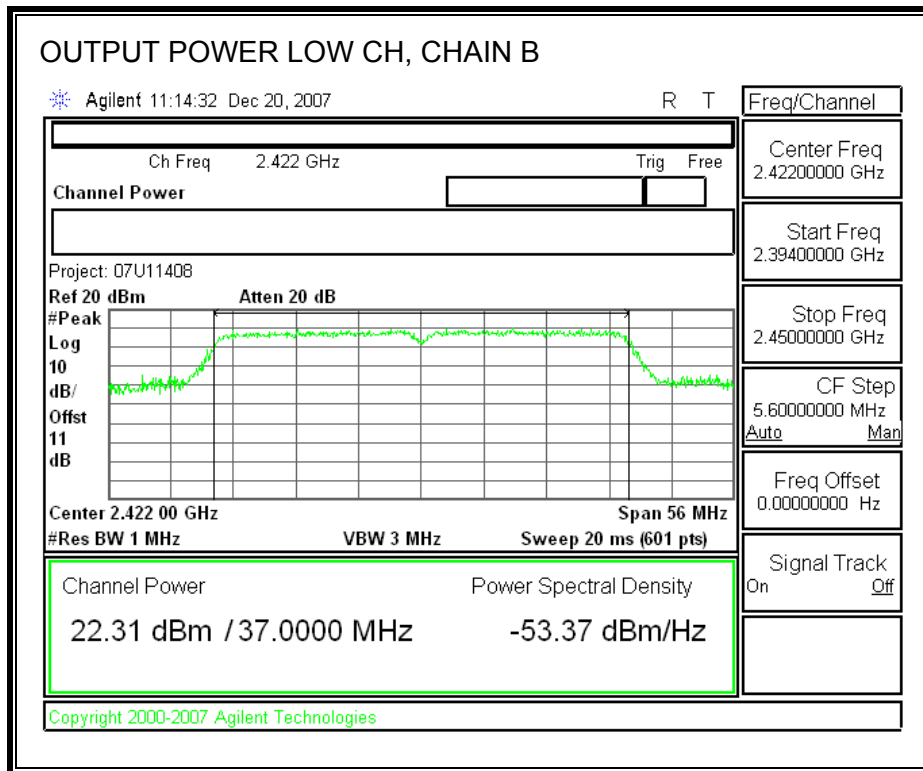 OUTPUT POWER LOW CH, CHAIN B
Agilent 11:14:32 Dec 20, 2007 R T
Freq/Channel
Ch Freq 2.422 GHz Trig Free
Channel Power
Center Freq
2.42200000 GHz
Start Freq
2.39400000 GHz
Stop Freq
2.45000000 GHz
CF Step
5.60000000 MHz
Auto Man
Freq Offset
0.00000000 Hz
Signal Track
On Off
Project: 07U11408
Ref 20 dBm Atten 20 dB
#Peak
Log
10
dB/
Offst
11
dB
Center 2.422 00 GHz Span 56 MHz
#Res BW 1 MHz VBW 3 MHz Sweep 20 ms (601 pts)
Channel Power Power Spectral Density
22.31 dBm / 37.0000 MHz -53.37 dBm/Hz
Copyright 2000-2007 Agilent Technologies